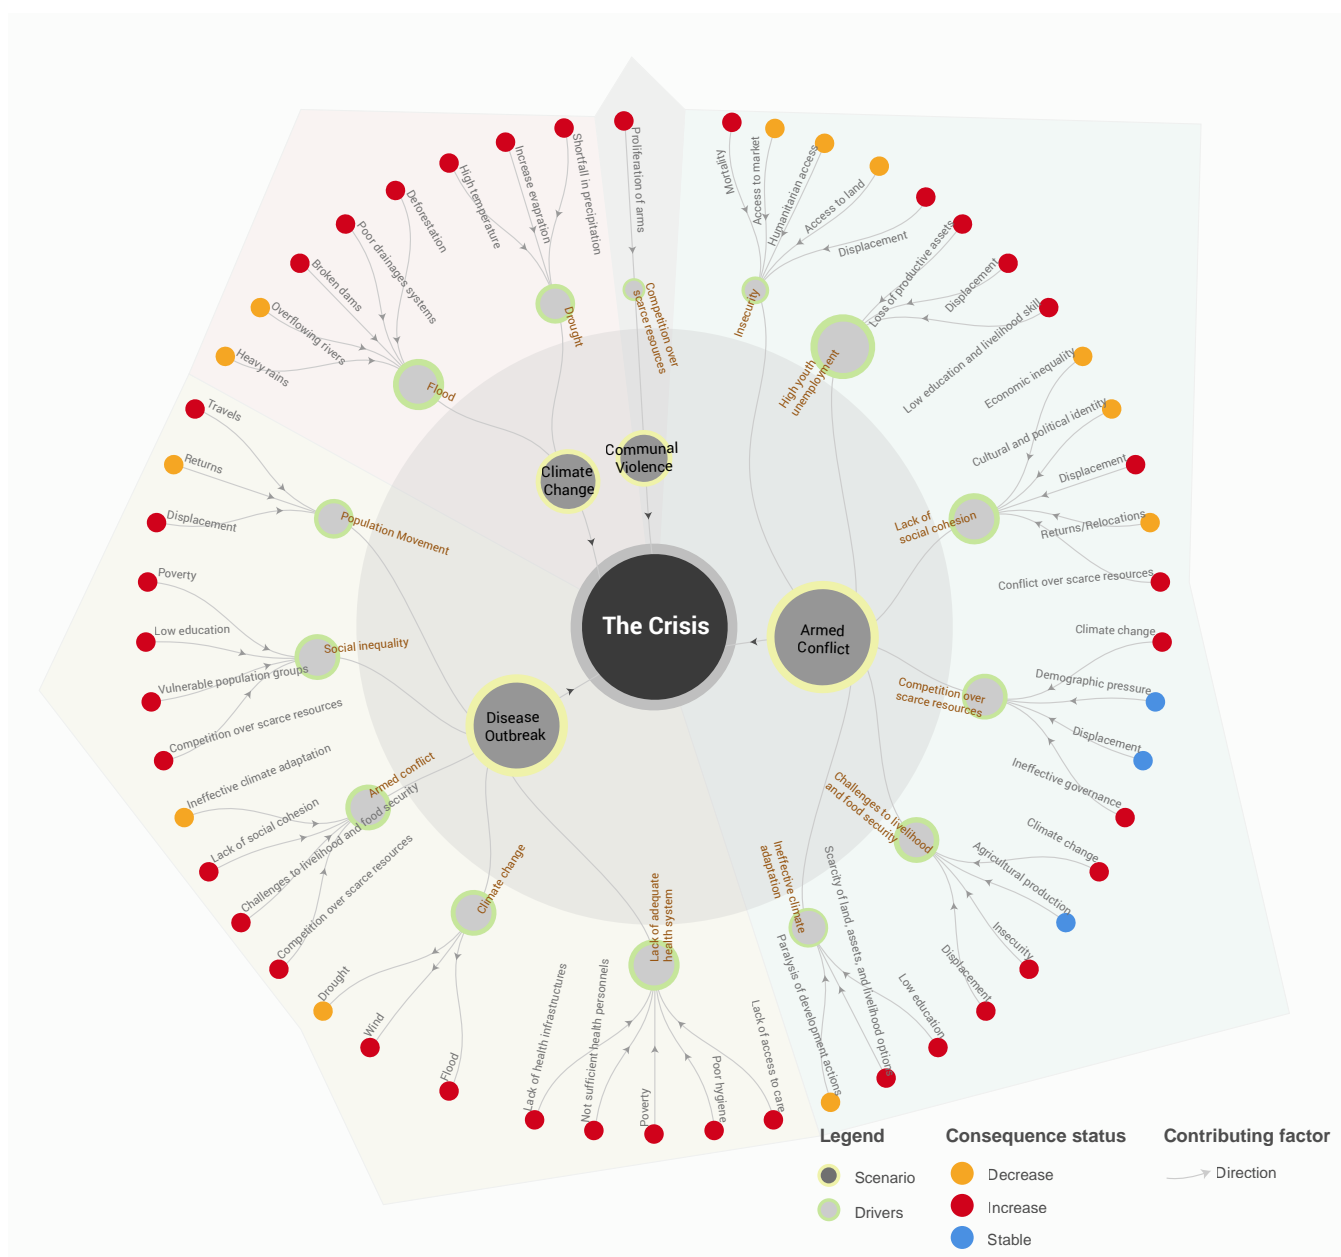 Shortfall in precipitation
Increase evapration
High temperature
Deforestation
Poor drainages systems
Broken dams
Overflowing rivers
Heavy rains
Drought
Flood
Climate
Change
Proliferation of arms
Competition over
scarce resources
Communal
Violence
Mortality
Access to market
Humanitarian access
Access to land
Displacement
Insecurity
Loss of productive assets
Displacement
Low education and livelihood skill
High youth
unemployment
Economic inequality
Cultural and political identity
Displacement
Returns/Relocations
Conflict over scarce resources
Lack of
social cohesion
Climate change
Demographic pressure
Displacement
Ineffective governance
Competition over
scarce resources
Climate change
Agricultural production
Insecurity
Displacement
Challenges to livelihood
and food security
Low education
Scarcity of land, assets, and livelihood options
Paralysis of development actions
Ineffective climate
adaptation
Armed
Conflict
The Crisis
Travels
Returns
Displacement
Population Movement
Poverty
Low education
Vulnerable population groups
Competition over scarce resources
Social inequality
Ineffective climate adaptation
Lack of social cohesion
Challenges to livelihood and food security
Competition over scarce resources
Armed conflict
Drought
Wind
Flood
Climate change
Lack of health infrastructures
Not sufficient health personnels
Poverty
Poor hygiene
Lack of access to care
Lack of adequate
health system
Disease
Outbreak
Legend
Scenario
Drivers
Consequence status
Decrease
Increase
Stable
Contributing factor
Direction